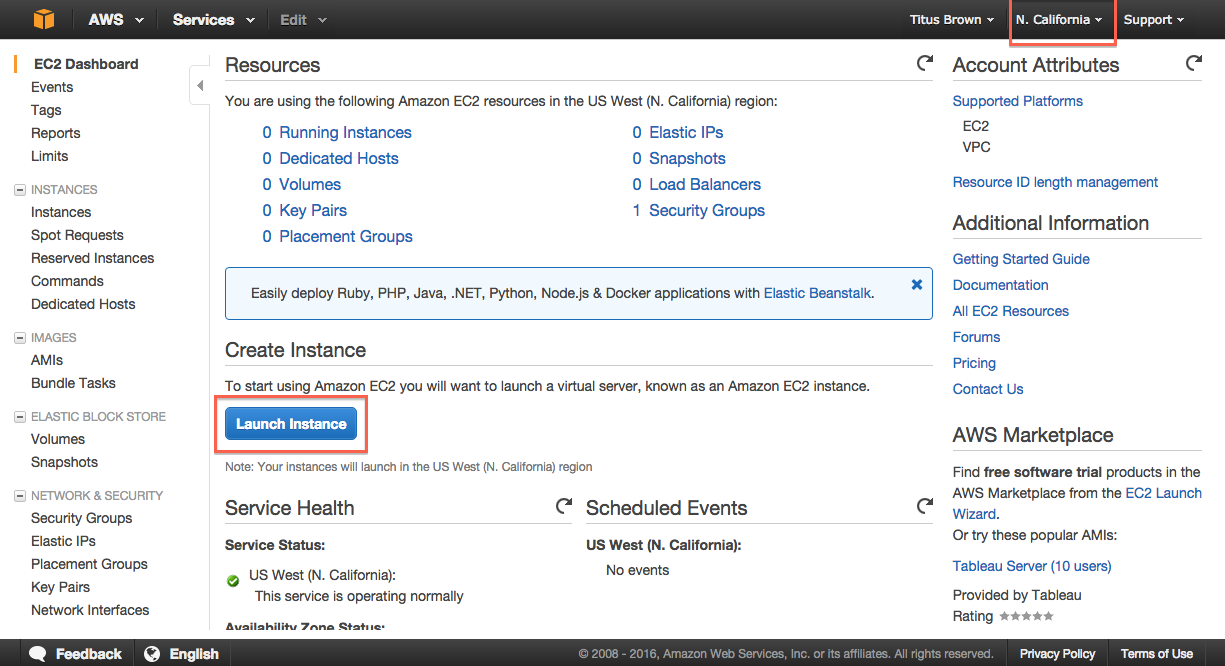 AWS Services Edit Titus Brown N. California Support
EC2 Dashboard
Events
Tags
Reports
Limits
INSTANCES
Instances
Spot Requests
Reserved Instances
Commands
Dedicated Hosts
IMAGES
AMIs
Bundle Tasks
ELASTIC BLOCK STORE
Volumes
Snapshots
NETWORK & SECURITY
Security Groups
Elastic IPs
Placement Groups
Key Pairs
Network Interfaces
Resources
You are using the following Amazon EC2 resources in the US West (N. California) region:
0 Running Instances
0 Dedicated Hosts
0 Volumes
0 Key Pairs
0 Placement Groups
0 Elastic IPs
0 Snapshots
0 Load Balancers
1 Security Groups
Easily deploy Ruby, PHP, Java, .NET, Python, Node.js & Docker applications with Elastic Beanstalk.
Create Instance
To start using Amazon EC2 you will want to launch a virtual server, known as an Amazon EC2 instance.
Launch Instance
Note: Your instances will launch in the US West (N. California) region
Service Health
Service Status:
US West (N. California):
This service is operating normally
Availability Zone Status:
Scheduled Events
US West (N. California):
No events
Account Attributes
Supported Platforms
EC2
VPC
Resource ID length management
Additional Information
Getting Started Guide
Documentation
All EC2 Resources
Forums
Pricing
Contact Us
AWS Marketplace
Find free software trial products in the
AWS Marketplace from the EC2 Launch
Wizard.
Or try these popular AMIs:
Tableau Server (10 users)
Provided by Tableau
Rating
Feedback English © 2008 - 2016, Amazon Web Services, Inc. or its affiliates. All rights reserved. Privacy Policy Terms of Use